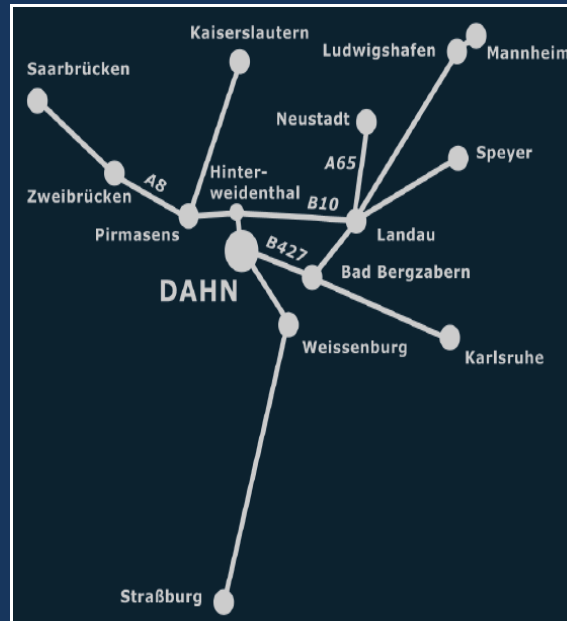 Kaiserslautern
Ludwigshafen
Mannheim
Saarbrücken
Neustadt
A65
Speyer
Hinter-
weidenthal
A8
Zweibrücken
B10
Pirmasens
Landau
B427
Bad Bergzabern
DAHN
Weissenburg
Karlsruhe
Straßburg